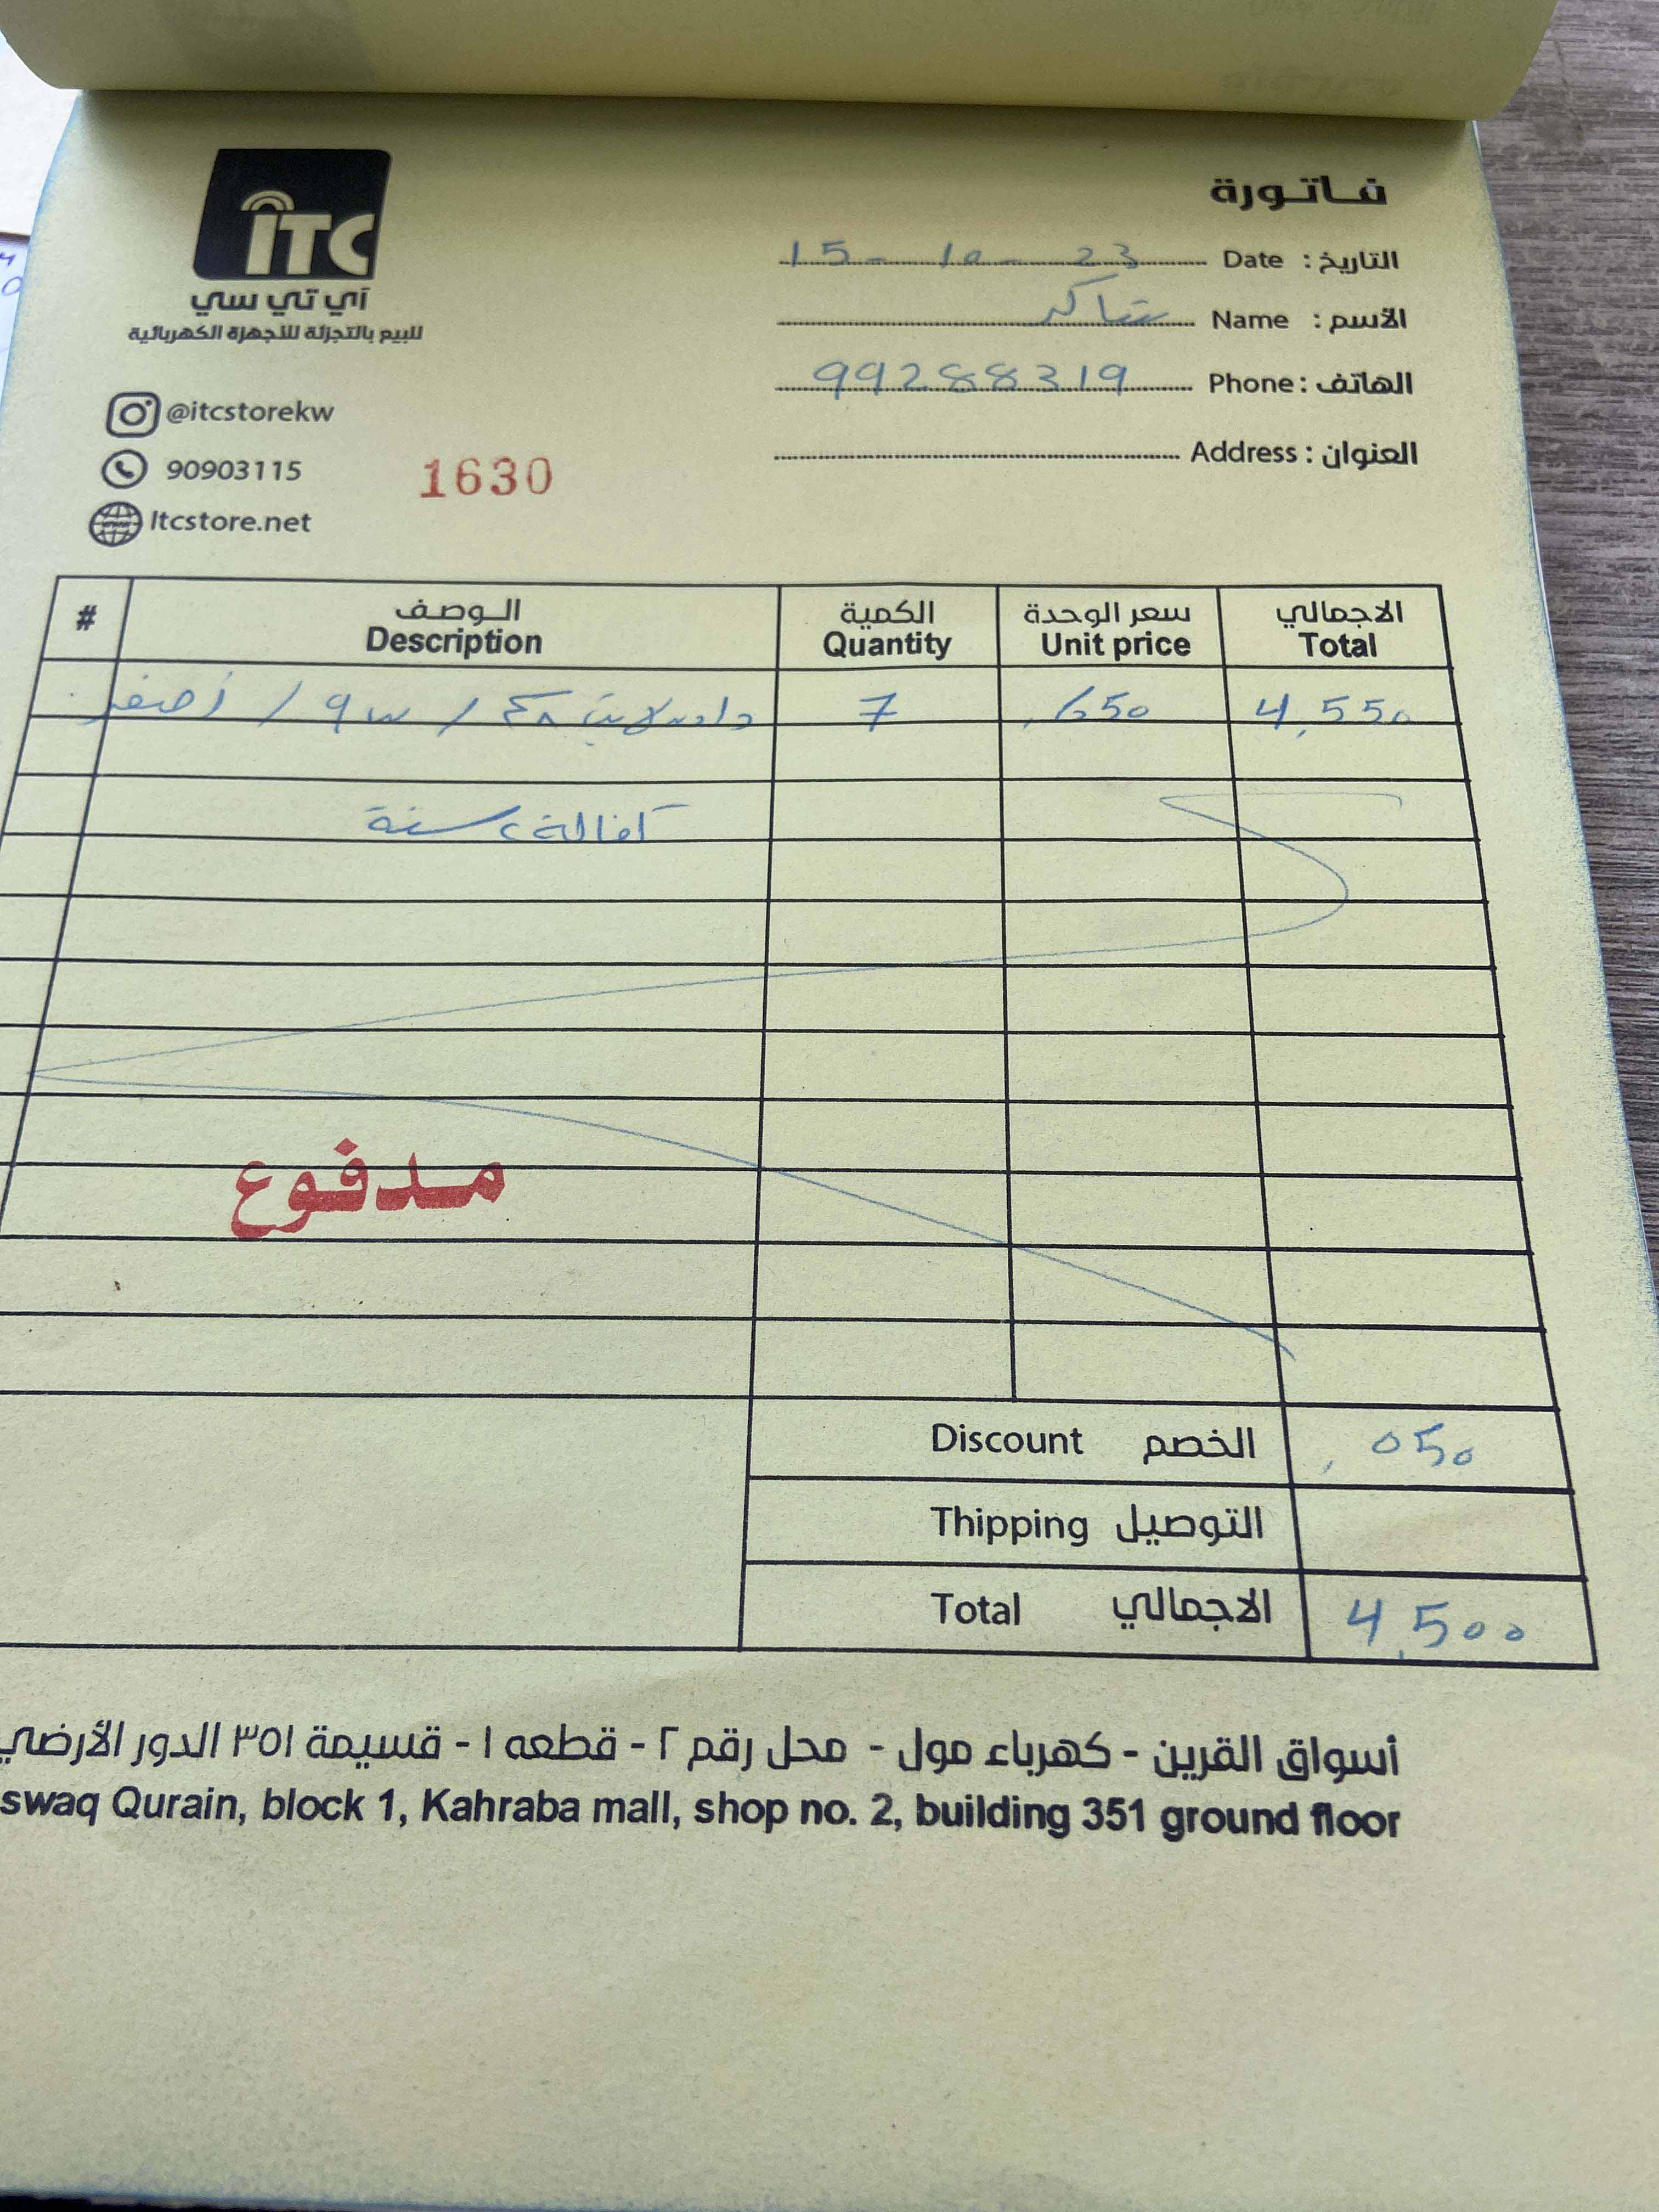 ITC
آي تي سي
للبيع بالتجزئة للأجهزة الكهربائية
@itcstorekw
90903115
Itcstore.net
1630
فاتورة
التاريخ : Date 15-10-23
الأسم : Name شاكر
الهاتف : Phone 99288319
العنوان : Address
# الوصف الكمية سعر الوحدة الاجمالي
Description Quantity Unit price Total
داون لايت / 9w / أصفر 7 ,650 4,550
سنة
مدفوع
Discount الخصم ,050
Thipping التوصيل
Total الاجمالي 4,500
أسواق القرين - كهرباء مول - محل رقم ٢ - قطعه ١ - قسيمة ٣٥١ الدور الأرضي
swaq Qurain, block 1, Kahraba mall, shop no. 2, building 351 ground floor